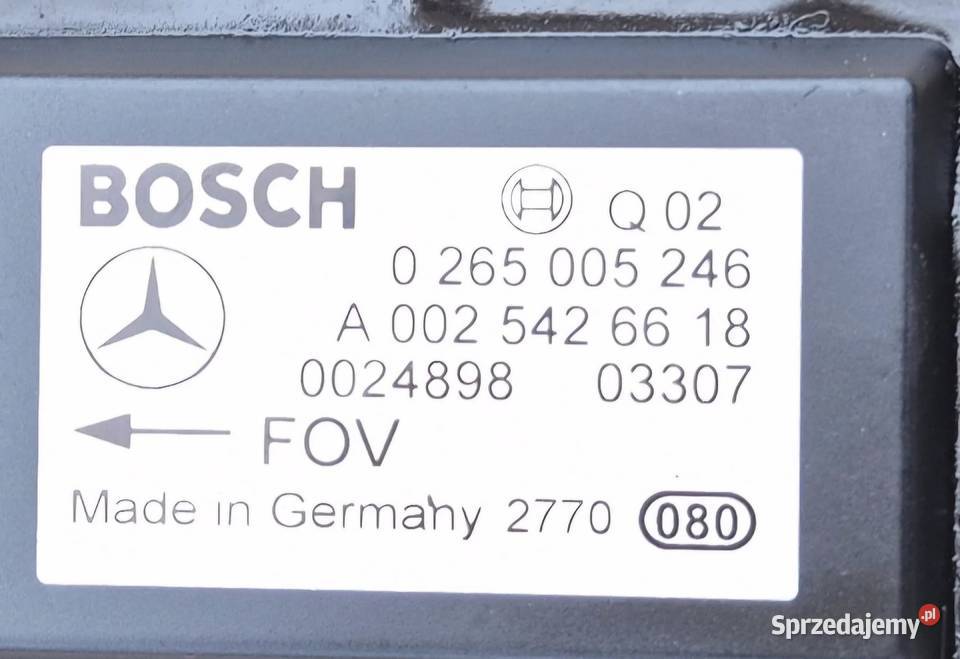 BOSCH
Q 02
0 265 005 246
A 002 542 66 18
0024898 03307
FOV
Made in Germany 2770 080
Sprzedajemy.pl